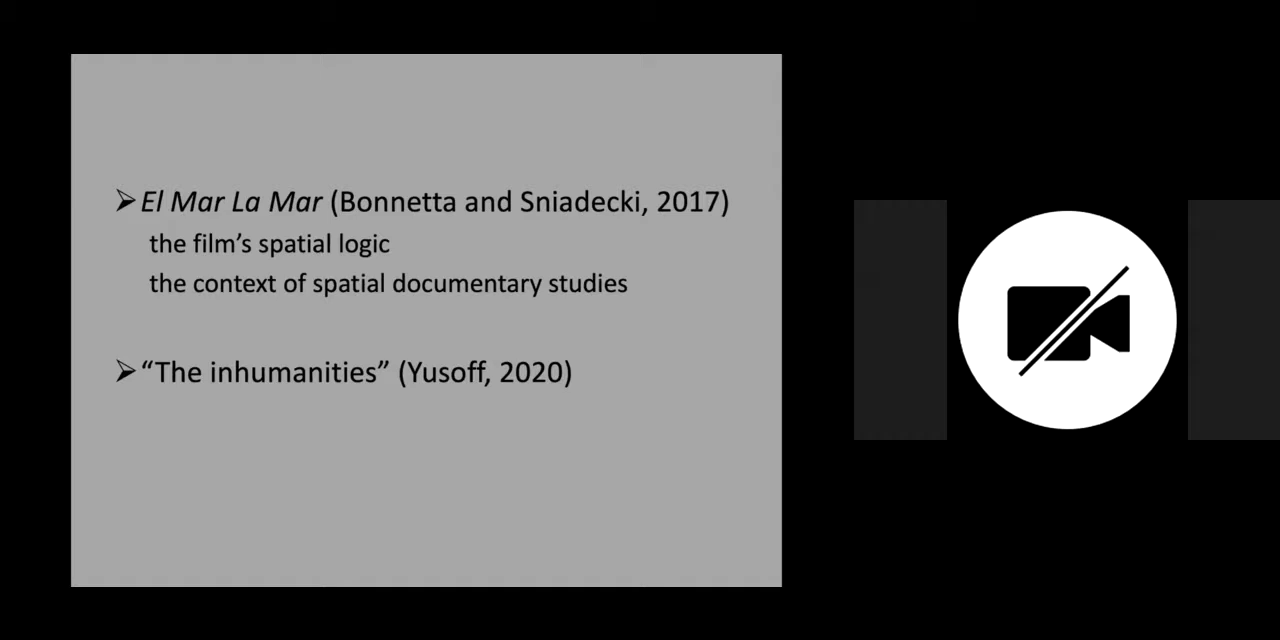 ➢ El Mar La Mar (Bonnetta and Sniadecki, 2017)
the film’s spatial logic
the context of spatial documentary studies
➢ “The inhumanities” (Yusoff, 2020)